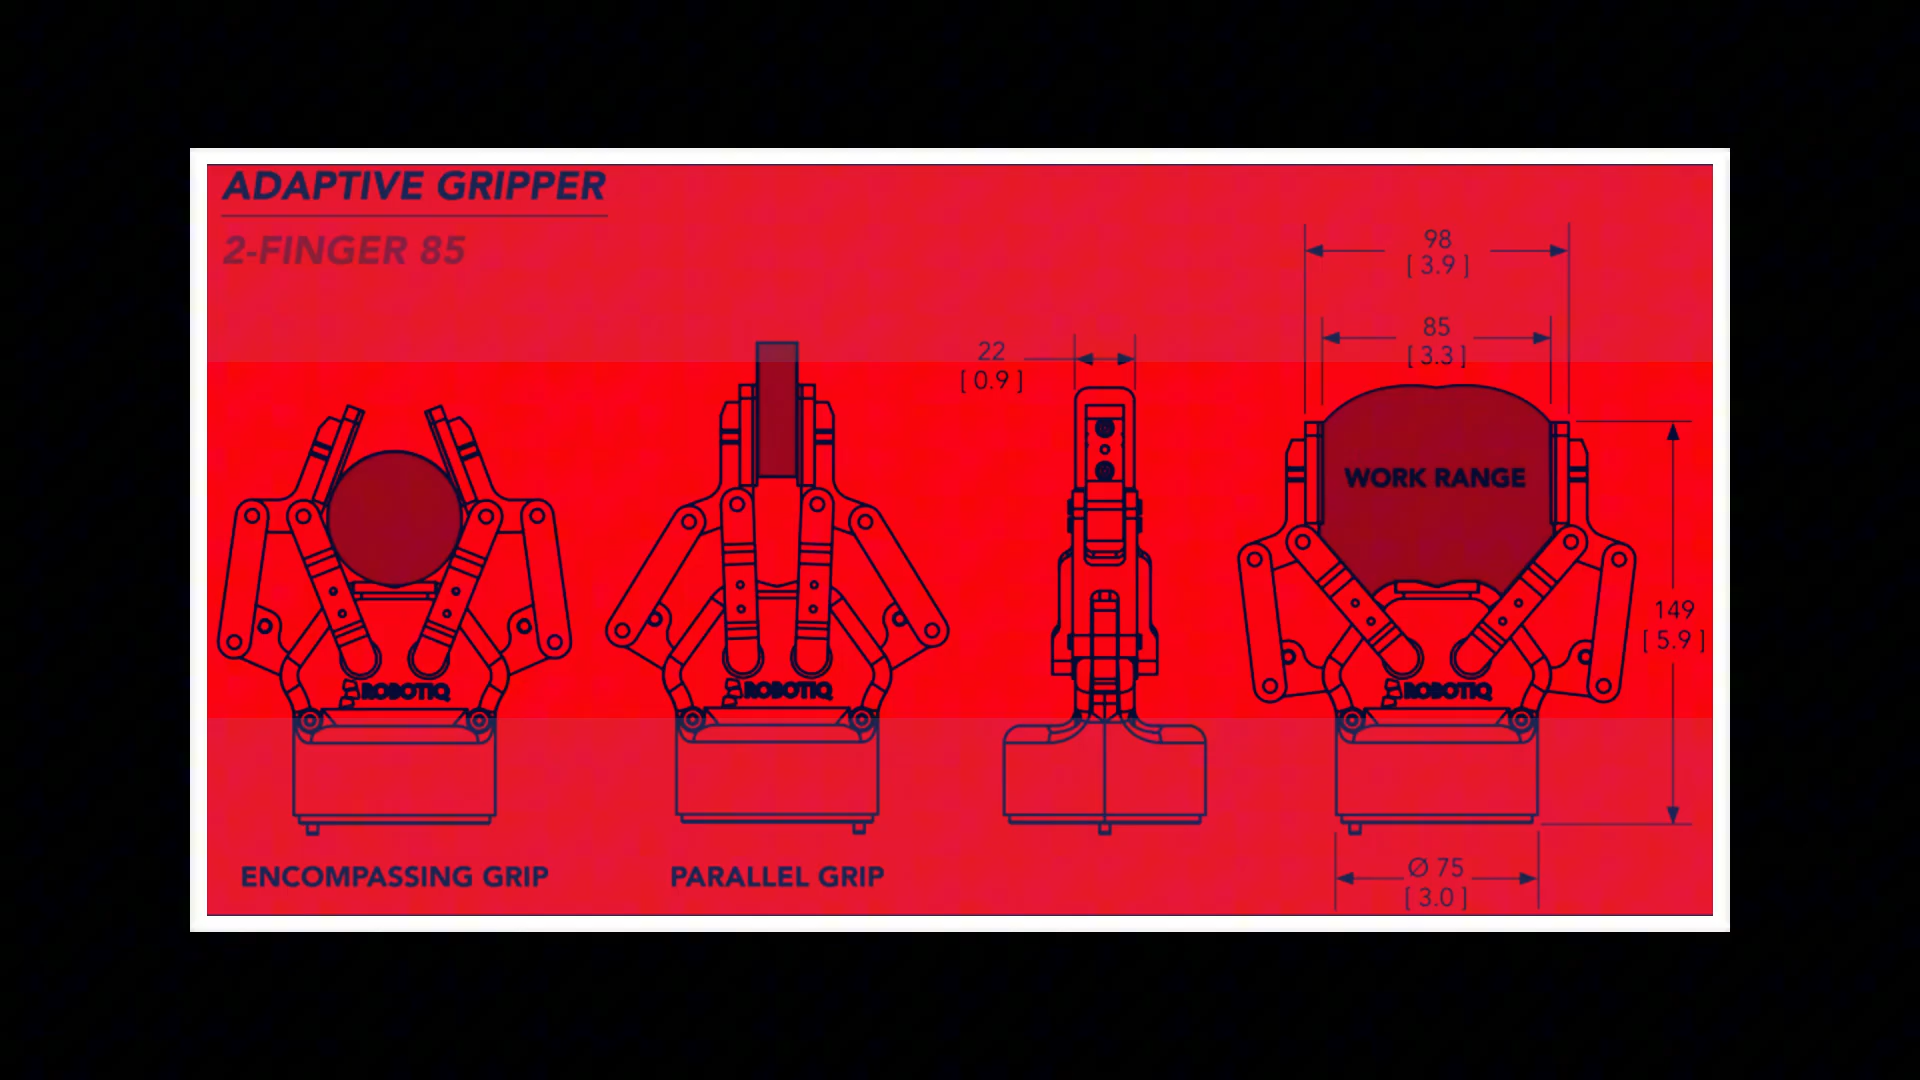 ADAPTIVE GRIPPER
2-FINGER 85
98
[ 3.9 ]
85
[ 3.3 ]
22
[ 0.9 ]
WORK RANGE
149
[ 5.9 ]
ROBOTIQ
ROBOTIQ
ROBOTIQ
ENCOMPASSING GRIP
PARALLEL GRIP
Ø 75
[ 3.0 ]